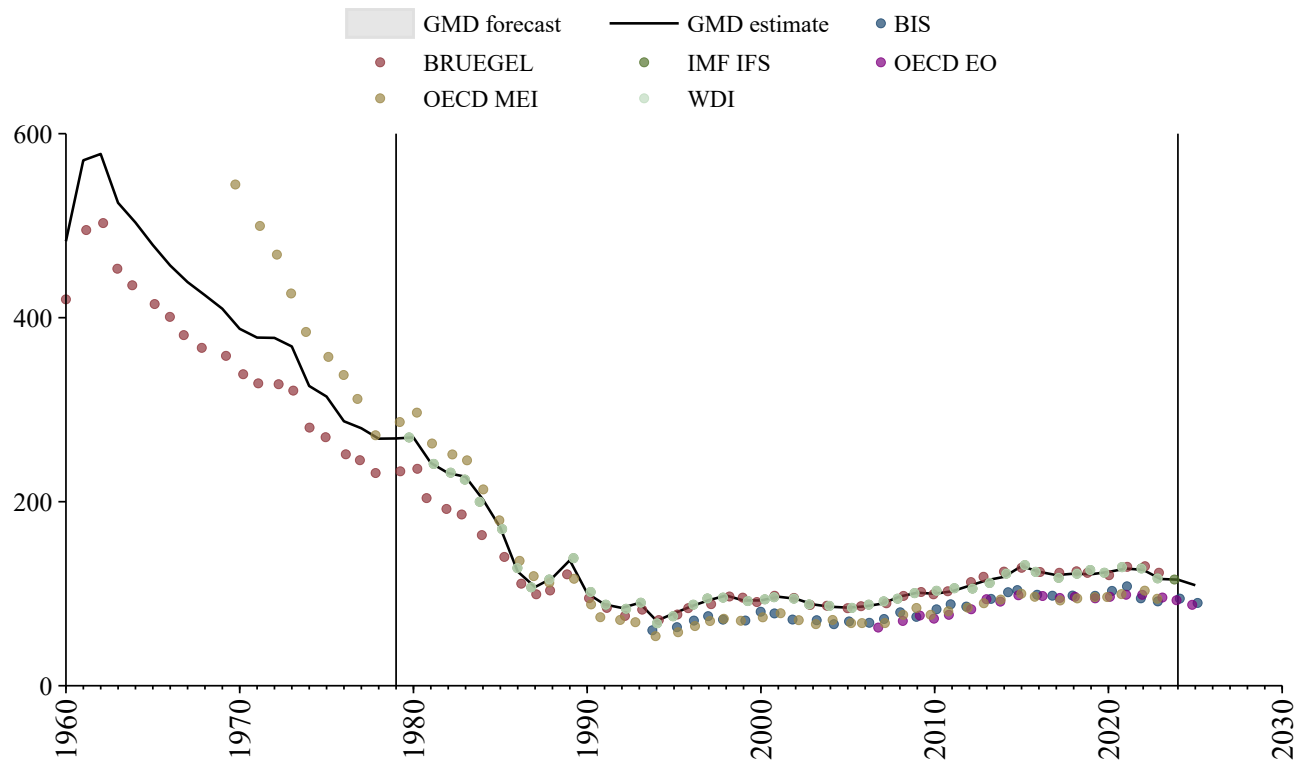 GMD forecast GMD estimate BIS
BRUEGEL IMF IFS OECD EO
OECD MEI WDI
600
400
200
0
1960 1970 1980 1990 2000 2010 2020 2030